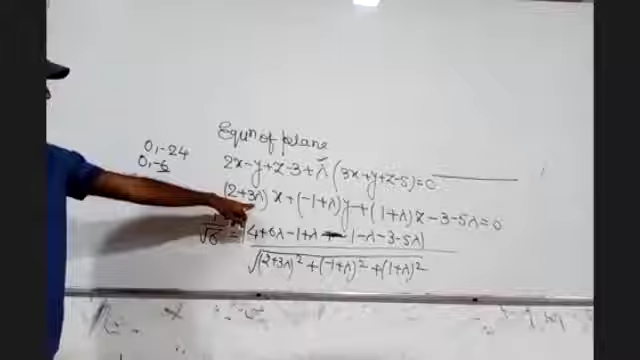 0,-24
0,-6
Equn of plane
2x-y+z-3+λ(3x+y+z-5)=0
(2+3λ)x+(-1+λ)y+(1+λ)z-3-5λ=0
1/√6 = |4+6λ-1+λ-1-λ-3-5λ|
√(2+3λ)²+(-1+λ)²+(1+λ)²